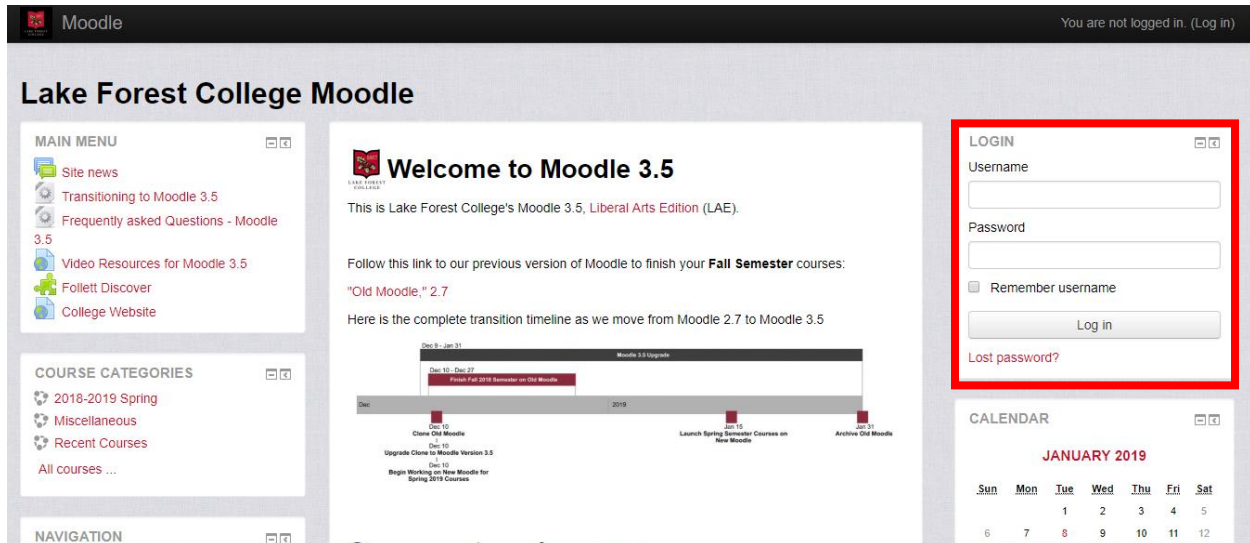 Moodle
You are not logged in. (Log in)
Lake Forest College Moodle
MAIN MENU
Site news
Transitioning to Moodle 3.5
Frequently asked Questions - Moodle
3.5
Video Resources for Moodle 3.5
Follett Discover
College Website
COURSE CATEGORIES
2018-2019 Spring
Miscellaneous
Recent Courses
All courses ...
NAVIGATION
LAKE FOREST
COLLEGE
Welcome to Moodle 3.5
This is Lake Forest College's Moodle 3.5, Liberal Arts Edition (LAE).
Follow this link to our previous version of Moodle to finish your Fall Semester courses:
"Old Moodle," 2.7
Here is the complete transition timeline as we move from Moodle 2.7 to Moodle 3.5
Dec 9 - Jan 31
Moodle 3.5 Upgrade
Dec 10 - Dec 27
Finish Fall 2018 Semester on Old Moodle
Dec
2019
Dec 10
Clone Old Moodle
Dec 10
Upgrade Clone to Moodle Version 3.5
Dec 10
Begin Working on New Moodle for
Spring 2019 Courses
Jan 15
Launch Spring Semester Courses on
New Moodle
Jan 31
Archive Old Moodle
LOGIN
Username
Password
Remember username
Log in
Lost password?
CALENDAR
JANUARY 2019
Sun Mon Tue Wed Thu Fri Sat
1 2 3 4 5
6 7 8 9 10 11 12